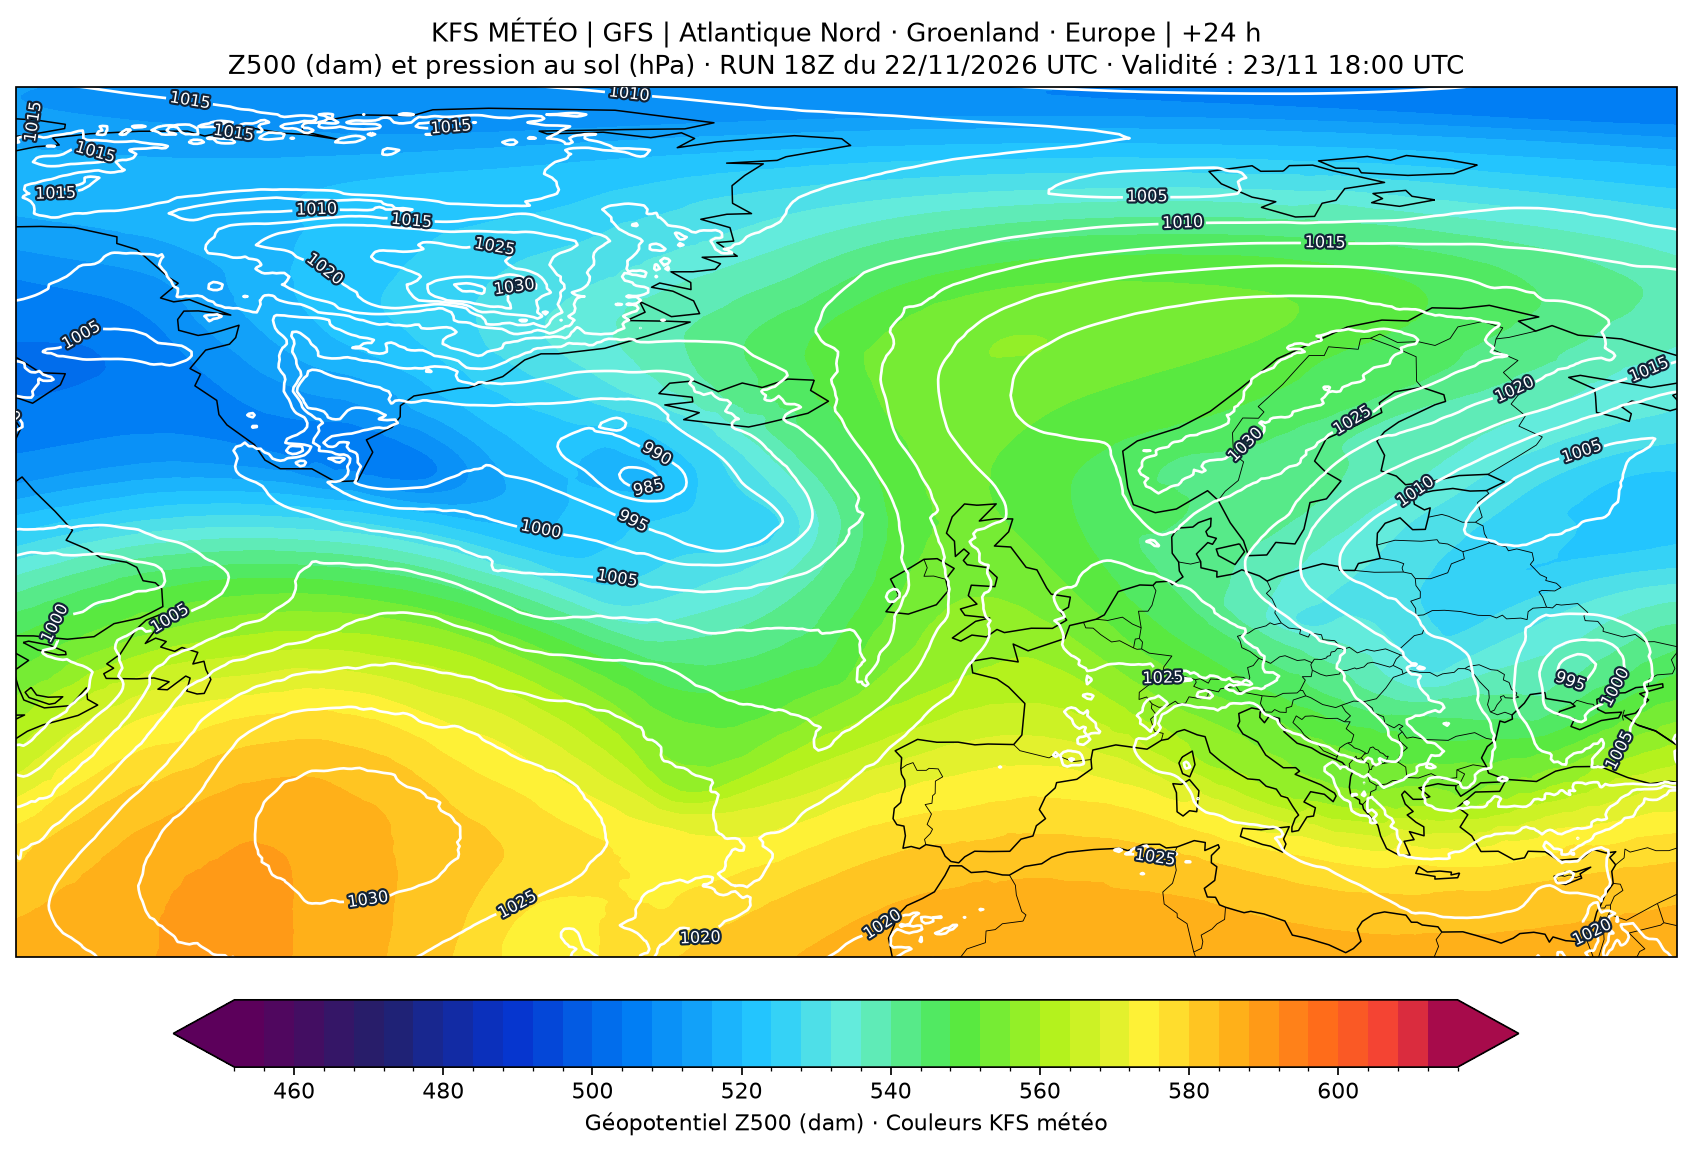 KFS MÉTÉO | GFS | Atlantique Nord · Groenland · Europe | +24 h
Z500 (dam) et pression au sol (hPa) · RUN 18Z du 22/11/2026 UTC · Validité : 23/11 18:00 UTC
1015 1010
1015 1015 1015
1015
1015 1005
1010 1015 1010
1025 1015
1020 1030
1005 1015
1020
1025
1030 1005
990
985 1010
995
1000
1005
1000 1005
1025 995 1000
1005
1025
1030 1025 1020 1020 1020
460 480 500 520 540 560 580 600
Géopotentiel Z500 (dam) · Couleurs KFS météo